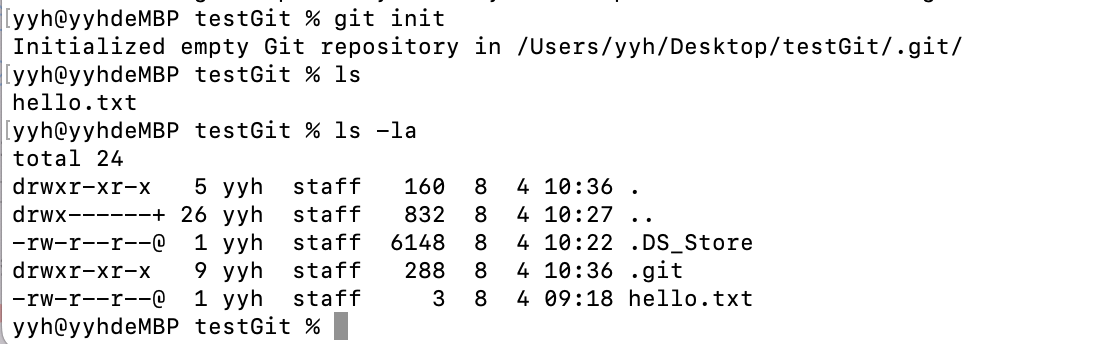 [yyh@yyhdeMBP testGit % git init
Initialized empty Git repository in /Users/yyh/Desktop/testGit/.git/
[yyh@yyhdeMBP testGit % ls
hello.txt
[yyh@yyhdeMBP testGit % ls -la
total 24
drwxr-xr-x   5 yyh  staff   160  8  4 10:36 .
drwx------+ 26 yyh  staff   832  8  4 10:27 ..
-rw-r--r--@  1 yyh  staff  6148  8  4 10:22 .DS_Store
drwxr-xr-x   9 yyh  staff   288  8  4 10:36 .git
-rw-r--r--@  1 yyh  staff     3  8  4 09:18 hello.txt
yyh@yyhdeMBP testGit %